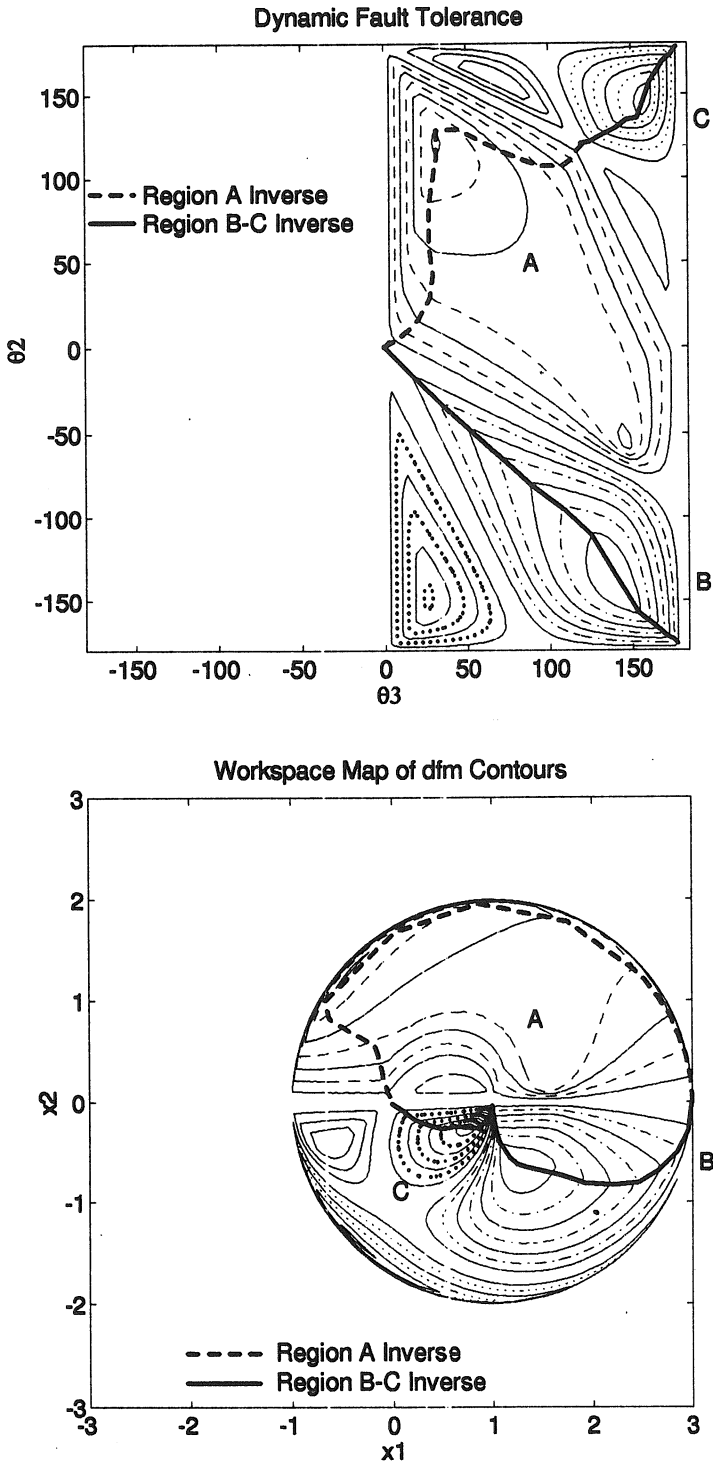 Dynamic Fault Tolerance
150
100
50
0
-50
-100
-150
θ2
Region A Inverse
Region B-C Inverse
A
C
B
-150
-100
-50
0
50
100
150
θ3
Workspace Map of dfm Contours
3
2
1
0
-1
-2
-3
x2
A
B
C
Region A Inverse
Region B-C Inverse
-3
-2
-1
0
1
2
3
x1